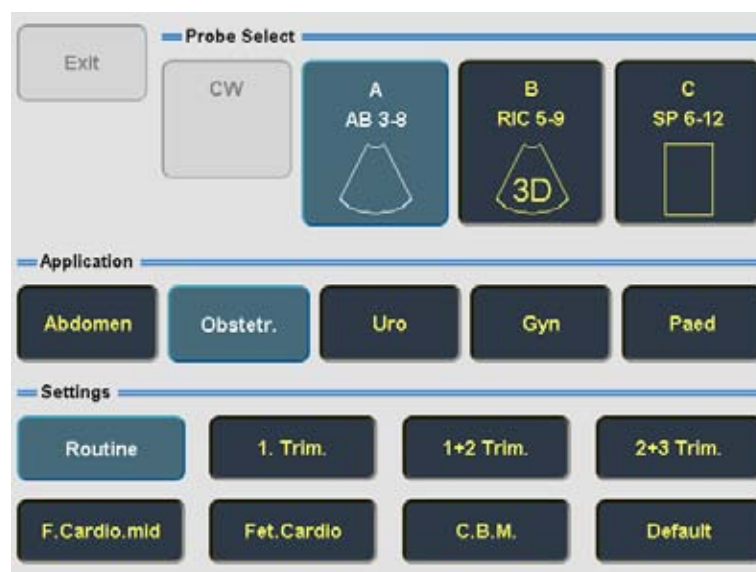 Exit
Probe Select
CW
A
AB 3-8
B
RIC 5-9
3D
C
SP 6-12
Application
Abdomen
Obstetr.
Uro
Gyn
Paed
Settings
Routine
1. Trim.
1+2 Trim.
2+3 Trim.
F.Cardio.mid
Fet.Cardio
C.B.M.
Default